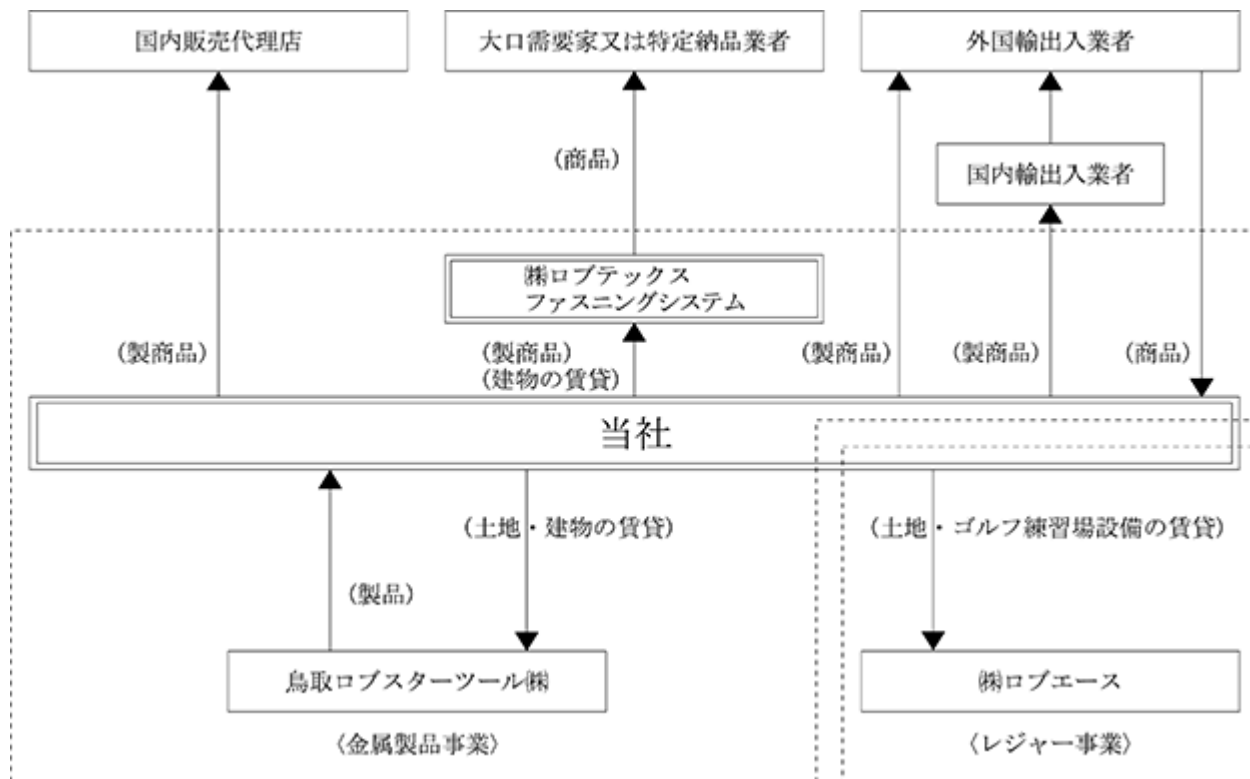 国内販売代理店
大口需要家又は特定納品業者
外国輸出入業者
(商品)
国内輸出入業者
㈱ロブテックス
ファスニングシステム
(製商品)
(製商品)
(建物の賃貸)
(製商品)
(製商品)
(商品)
当社
(土地・建物の賃貸)
(土地・ゴルフ練習場設備の賃貸)
(製品)
鳥取ロブスターツール㈱
㈱ロブエース
〈金属製品事業〉
〈レジャー事業〉